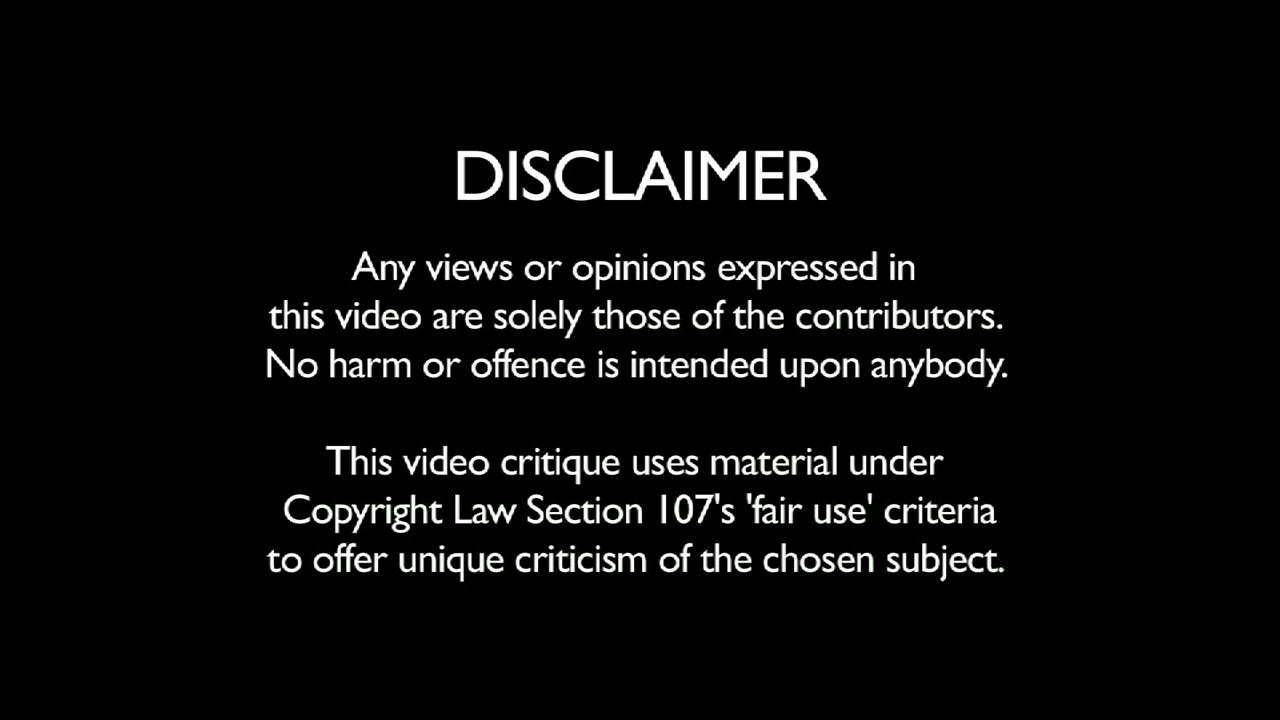 DISCLAIMER
Any views or opinions expressed in
this video are solely those of the contributors.
No harm or offence is intended upon anybody.
This video critique uses material under
Copyright Law Section 107's 'fair use' criteria
to offer unique criticism of the chosen subject.